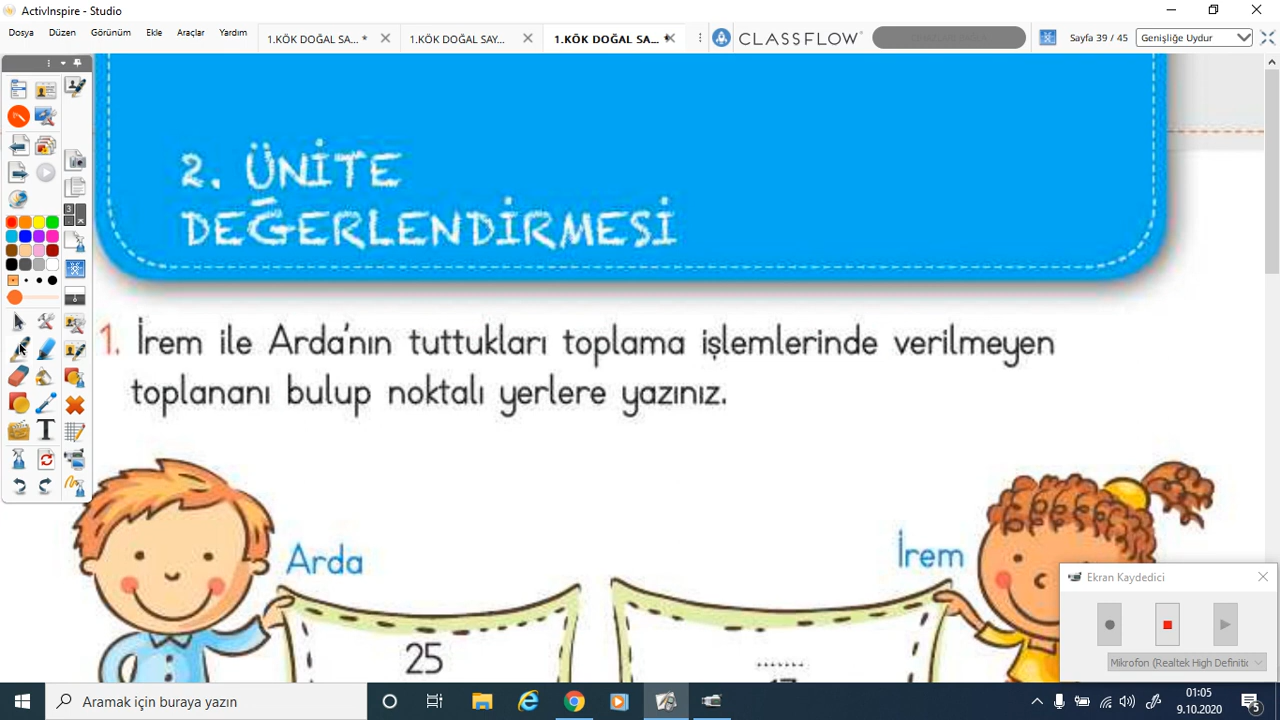 ActivInspire - Studio
Dosya Düzen Görünüm Ekle Araçlar Yardım
1.KÖK DOĞAL SA... *
1.KÖK DOĞAL SAY...
1.KÖK DOĞAL SA... *
CLASSFLOW
Sayfa 39 / 45
Genişliğe Uydur
2. ÜNİTE
DEĞERLENDİRMESİ
1. İrem ile Arda'nın tuttukları toplama işlemlerinde verilmeyen
toplananı bulup noktalı yerlere yazınız.
Arda
İrem
25
........
Ekran Kaydedici
Mikrofon (Realtek High Definitic
Aramak için buraya yazın
01:05
9.10.2020
5